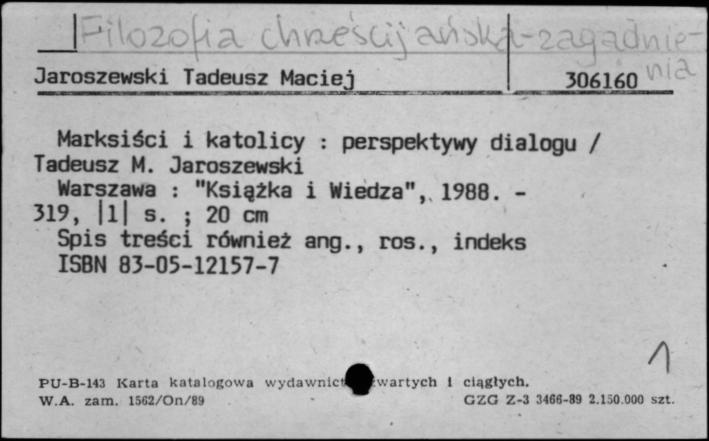 Filozofia chrześcijańska-zagadnie-
nia
Jaroszewski Tadeusz Maciej 306160
Marksiści i katolicy : perspektywy dialogu /
Tadeusz M. Jaroszewski
Warszawa : "Książka i Wiedza", 1988. -
319, |1| s. ; 20 cm
Spis treści również ang., ros., indeks
ISBN 83-05-12157-7
1
PU-B-143 Karta katalogowa i ciągłych.
W.A. zam. 1562/On/89 GZG Z-3 3466-89 2.150.000 szt.